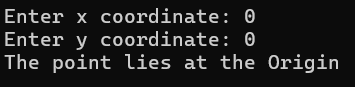 Enter x coordinate: 0
Enter y coordinate: 0
The point lies at the Origin